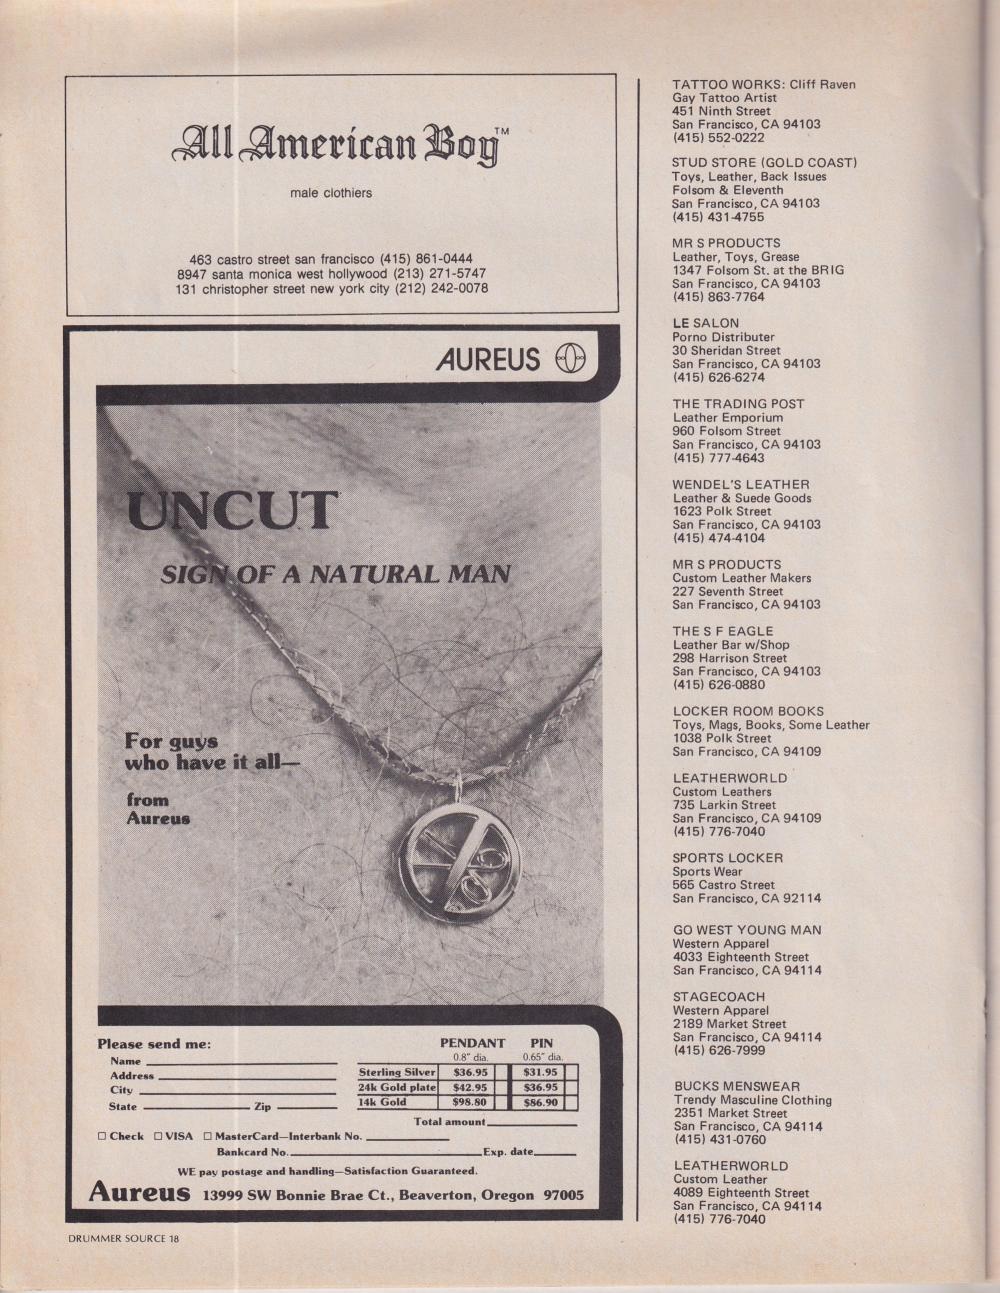 All American Boy™
male clothiers
463 castro street san francisco (415) 861-0444
8947 santa monica west hollywood (213) 271-5747
131 christopher street new york city (212) 242-0078
AUREUS
UNCUT
SIGN OF A NATURAL MAN
For guys
who have it all—
from
Aureus
Please send me:
Name
Address
City
State Zip
PENDANT PIN
0.8" dia. 0.65" dia.
Sterling Silver $36.95 $31.95
24k Gold plate $42.95 $36.95
14k Gold $98.80 $86.90
Total amount
☐ Check ☐ VISA ☐ MasterCard—Interbank No.
Bankcard No. Exp. date
WE pay postage and handling—Satisfaction Guaranteed.
Aureus 13999 SW Bonnie Brae Ct., Beaverton, Oregon 97005
DRUMMER SOURCE 18
TATTOO WORKS: Cliff Raven
Gay Tattoo Artist
451 Ninth Street
San Francisco, CA 94103
(415) 552-0222
STUD STORE (GOLD COAST)
Toys, Leather, Back Issues
Folsom & Eleventh
San Francisco, CA 94103
(415) 431-4755
MR S PRODUCTS
Leather, Toys, Grease
1347 Folsom St. at the BRIG
San Francisco, CA 94103
(415) 863-7764
LE SALON
Porno Distributer
30 Sheridan Street
San Francisco, CA 94103
(415) 626-6274
THE TRADING POST
Leather Emporium
960 Folsom Street
San Francisco, CA 94103
(415) 777-4643
WENDEL'S LEATHER
Leather & Suede Goods
1623 Polk Street
San Francisco, CA 94103
(415) 474-4104
MR S PRODUCTS
Custom Leather Makers
227 Seventh Street
San Francisco, CA 94103
THE S F EAGLE
Leather Bar w/Shop
298 Harrison Street
San Francisco, CA 94103
(415) 626-0880
LOCKER ROOM BOOKS
Toys, Mags, Books, Some Leather
1038 Polk Street
San Francisco, CA 94109
LEATHERWORLD
Custom Leathers
735 Larkin Street
San Francisco, CA 94109
(415) 776-7040
SPORTS LOCKER
Sports Wear
565 Castro Street
San Francisco, CA 92114
GO WEST YOUNG MAN
Western Apparel
4033 Eighteenth Street
San Francisco, CA 94114
STAGECOACH
Western Apparel
2189 Market Street
San Francisco, CA 94114
(415) 626-7999
BUCKS MENSWEAR
Trendy Masculine Clothing
2351 Market Street
San Francisco, CA 94114
(415) 431-0760
LEATHERWORLD
Custom Leather
4089 Eighteenth Street
San Francisco, CA 94114
(415) 776-7040